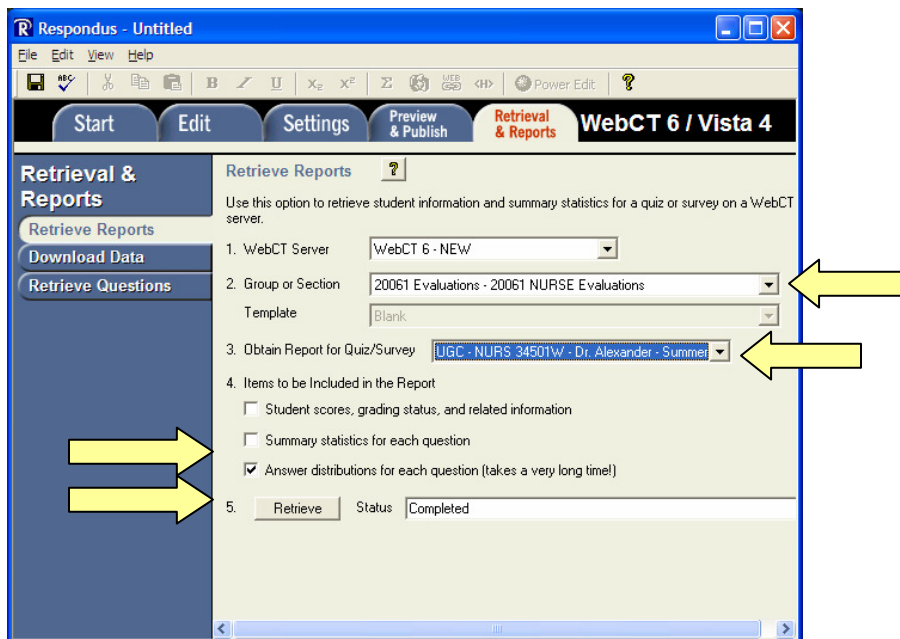 Respondus - Untitled
File Edit View Help
ABC B I U X₂ X² Σ WEB <H> Power Edit ?
Start Edit Settings Preview & Publish Retrieval & Reports WebCT 6 / Vista 4
Retrieval & Reports
Retrieve Reports
Download Data
Retrieve Questions
Retrieve Reports ?
Use this option to retrieve student information and summary statistics for a quiz or survey on a WebCT
server.
1. WebCT Server WebCT 6 - NEW
2. Group or Section 20061 Evaluations - 20061 NURSE Evaluations
Template Blank
3. Obtain Report for Quiz/Survey UGC - NURS 34501W - Dr. Alexander - Summer
4. Items to be Included in the Report
Student scores, grading status, and related information
Summary statistics for each question
Answer distributions for each question (takes a very long time!)
5. Retrieve Status Completed